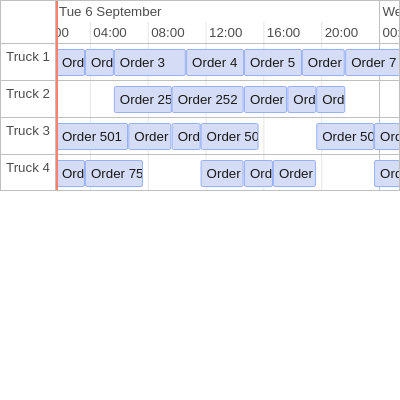 Tue 6 September We
00 04:00 08:00 12:00 16:00 20:00 00:
Truck 1 Ord Ord Order 3 Order 4 Order 5 Order Order 7
Truck 2 Order 25 Order 252 Order Ord Ord
Truck 3 Order 501 Order Ord Order 50 Order 50 Ord
Truck 4 Ord Order 75 Order Ord Order Ord